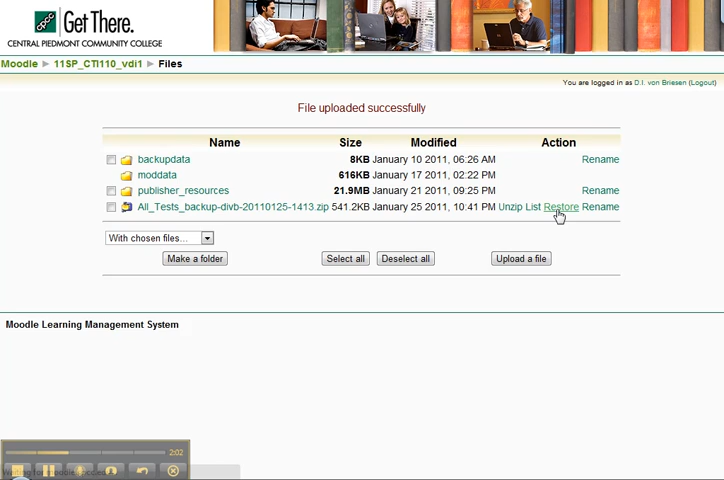 cpcc Get There.
CENTRAL PIEDMONT COMMUNITY COLLEGE
Moodle ► 11SP_CTI110_vdi1 ► Files
You are logged in as D.I. von Briesen (Logout)
File uploaded successfully
Name Size Modified Action
backupdata 8KB January 10 2011, 06:26 AM Rename
moddata 616KB January 17 2011, 02:22 PM
publisher_resources 21.9MB January 21 2011, 09:25 PM Rename
All_Tests_backup-divb-20110125-1413.zip 541.2KB January 25 2011, 10:41 PM Unzip List Restore Rename
With chosen files...
Make a folder Select all Deselect all Upload a file
Moodle Learning Management System
2:02